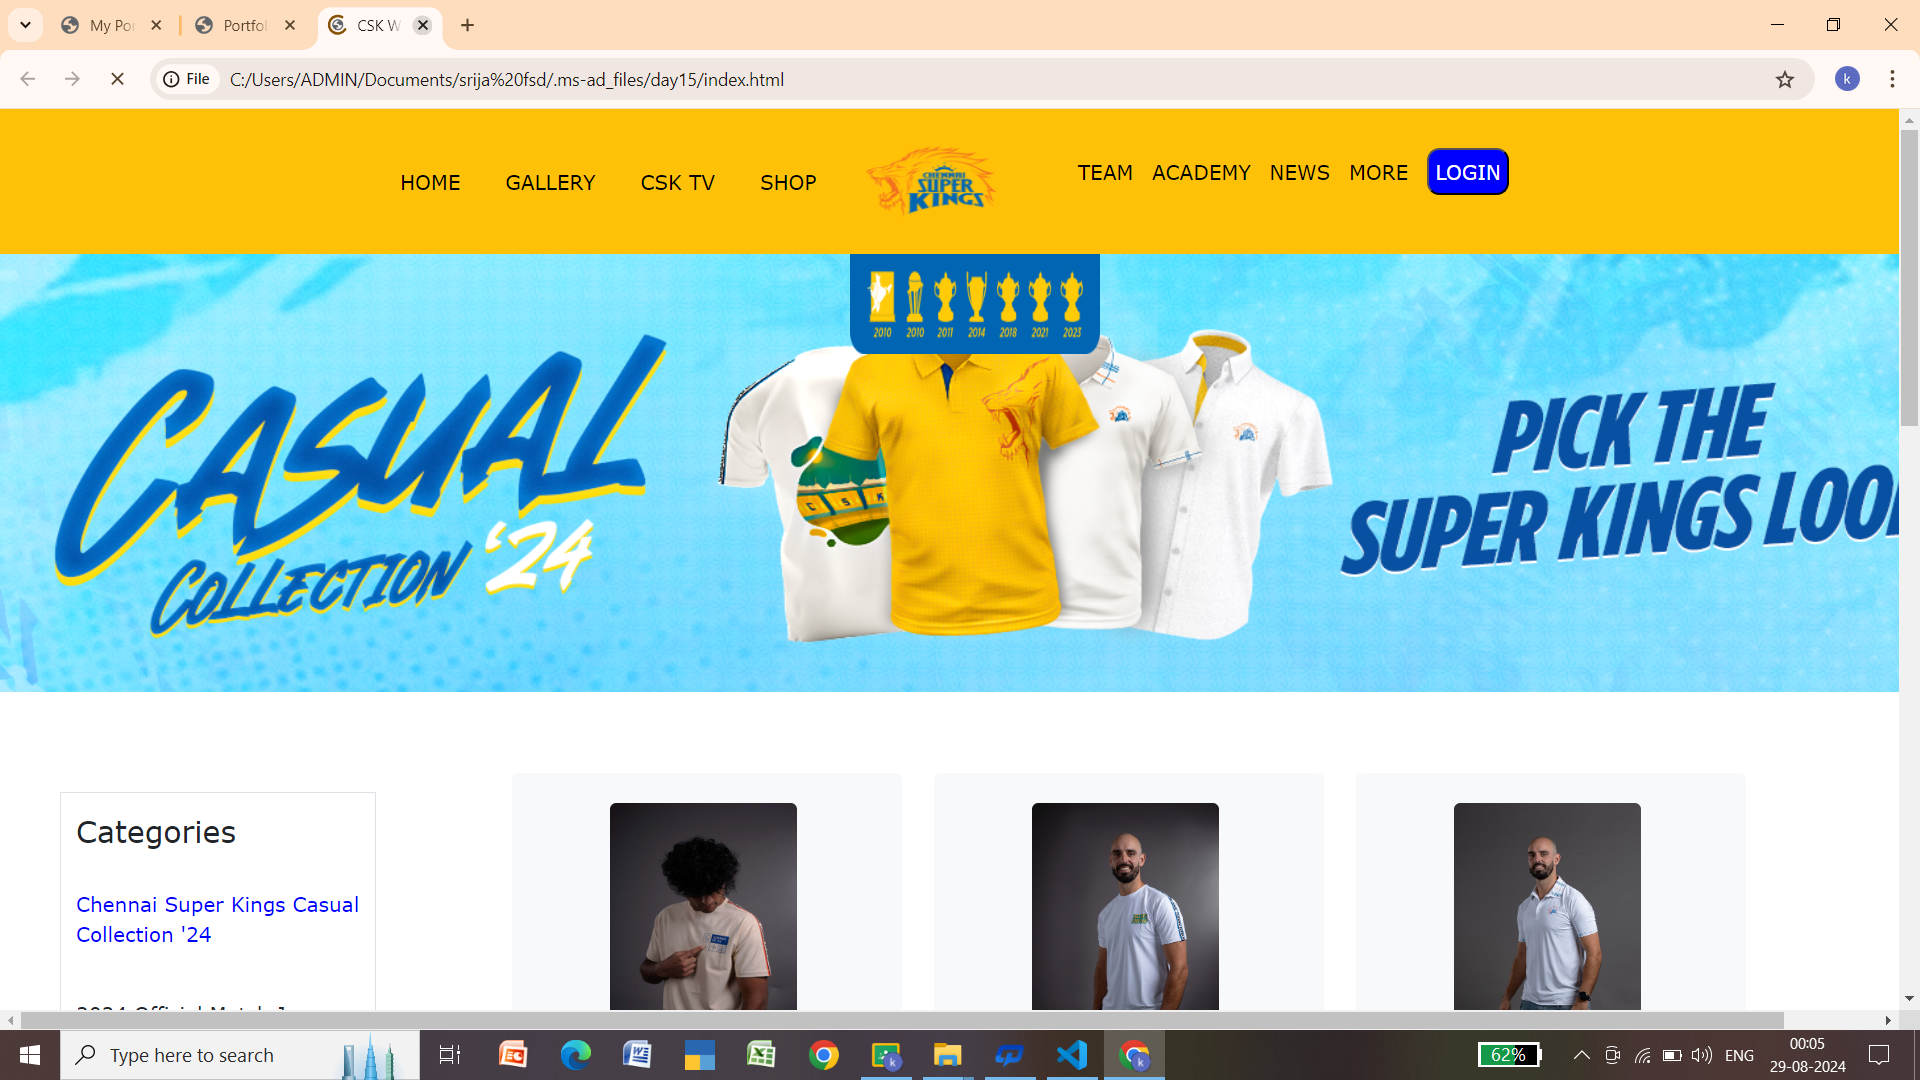 My Po
Portfo
CSK W
File
C:/Users/ADMIN/Documents/srija%20fsd/.ms-ad_files/day15/index.html
k
HOME
GALLERY
CSK TV
SHOP
CHENNAI
SUPER
KINGS
TEAM
ACADEMY
NEWS
MORE
LOGIN
2010 2010 2011 2014 2018 2021 2023
CASUAL
COLLECTION '24
C S K
PICK THE
SUPER KINGS LOO
Categories
Chennai Super Kings Casual
Collection '24
Type here to search
62%
ENG
00:05
29-08-2024